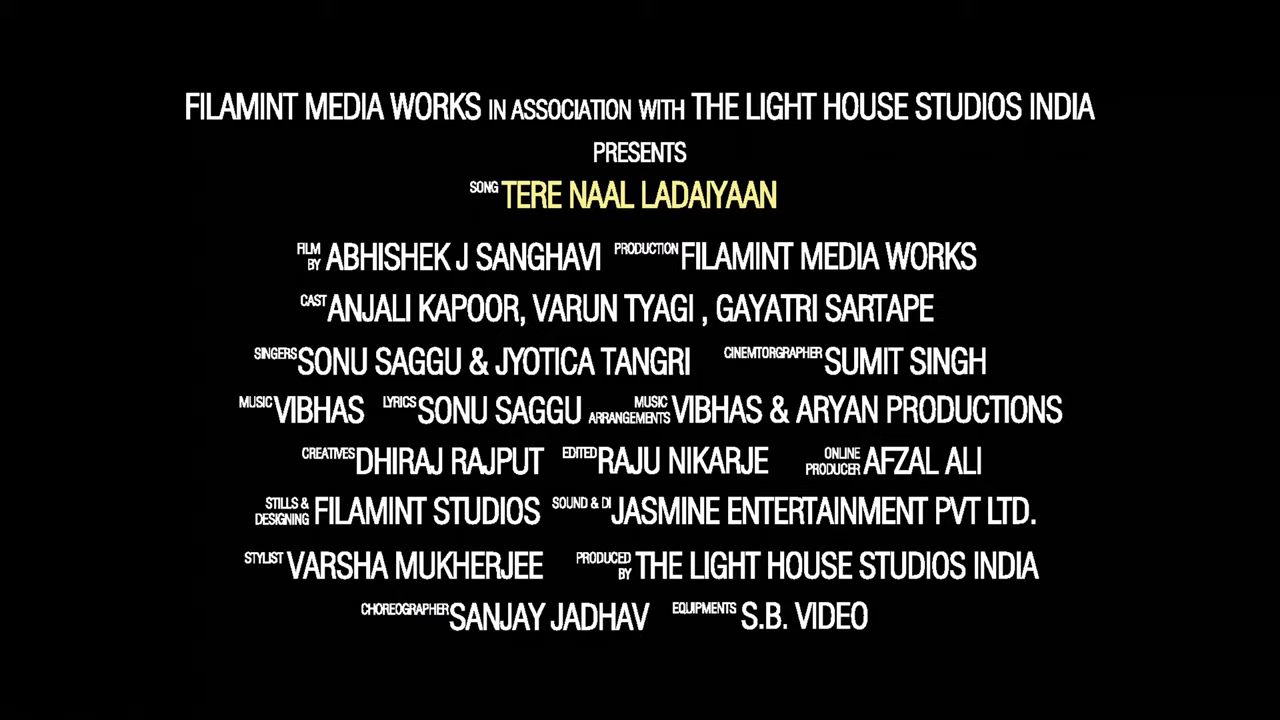 FILAMINT MEDIA WORKS IN ASSOCIATION WITH THE LIGHT HOUSE STUDIOS INDIA
PRESENTS
SONG TERE NAAL LADAIYAAN
FILM BY ABHISHEK J SANGHAVI PRODUCTION FILAMINT MEDIA WORKS
CAST ANJALI KAPOOR, VARUN TYAGI , GAYATRI SARTAPE
SINGERS SONU SAGGU & JYOTICA TANGRI CINEMTORGRAPHER SUMIT SINGH
MUSIC VIBHAS LYRICS SONU SAGGU MUSIC ARRANGEMENTS VIBHAS & ARYAN PRODUCTIONS
CREATIVES DHIRAJ RAJPUT EDITED RAJU NIKARJE ONLINE PRODUCER AFZAL ALI
STILLS & DESIGNING FILAMINT STUDIOS SOUND & DI JASMINE ENTERTAINMENT PVT LTD.
STYLIST VARSHA MUKHERJEE PRODUCED BY THE LIGHT HOUSE STUDIOS INDIA
CHOREOGRAPHER SANJAY JADHAV EQUIPMENTS S.B. VIDEO